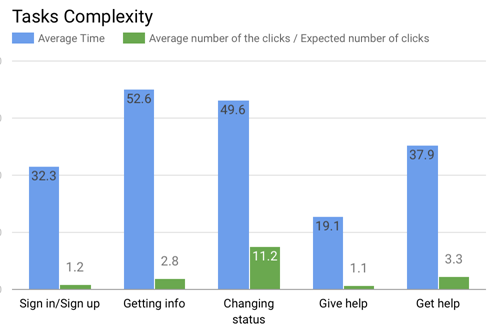 Tasks Complexity
Average Time
Average number of the clicks / Expected number of clicks
52.6
49.6
37.9
32.3
19.1
11.2
1.2
2.8
1.1
3.3
Sign in/Sign up
Getting info
Changing
status
Give help
Get help